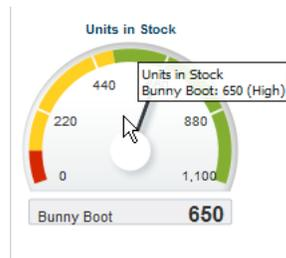 Units in Stock
Units in Stock
Bunny Boot: 650 (High)
440
220
880
0
1,100
Bunny Boot 650